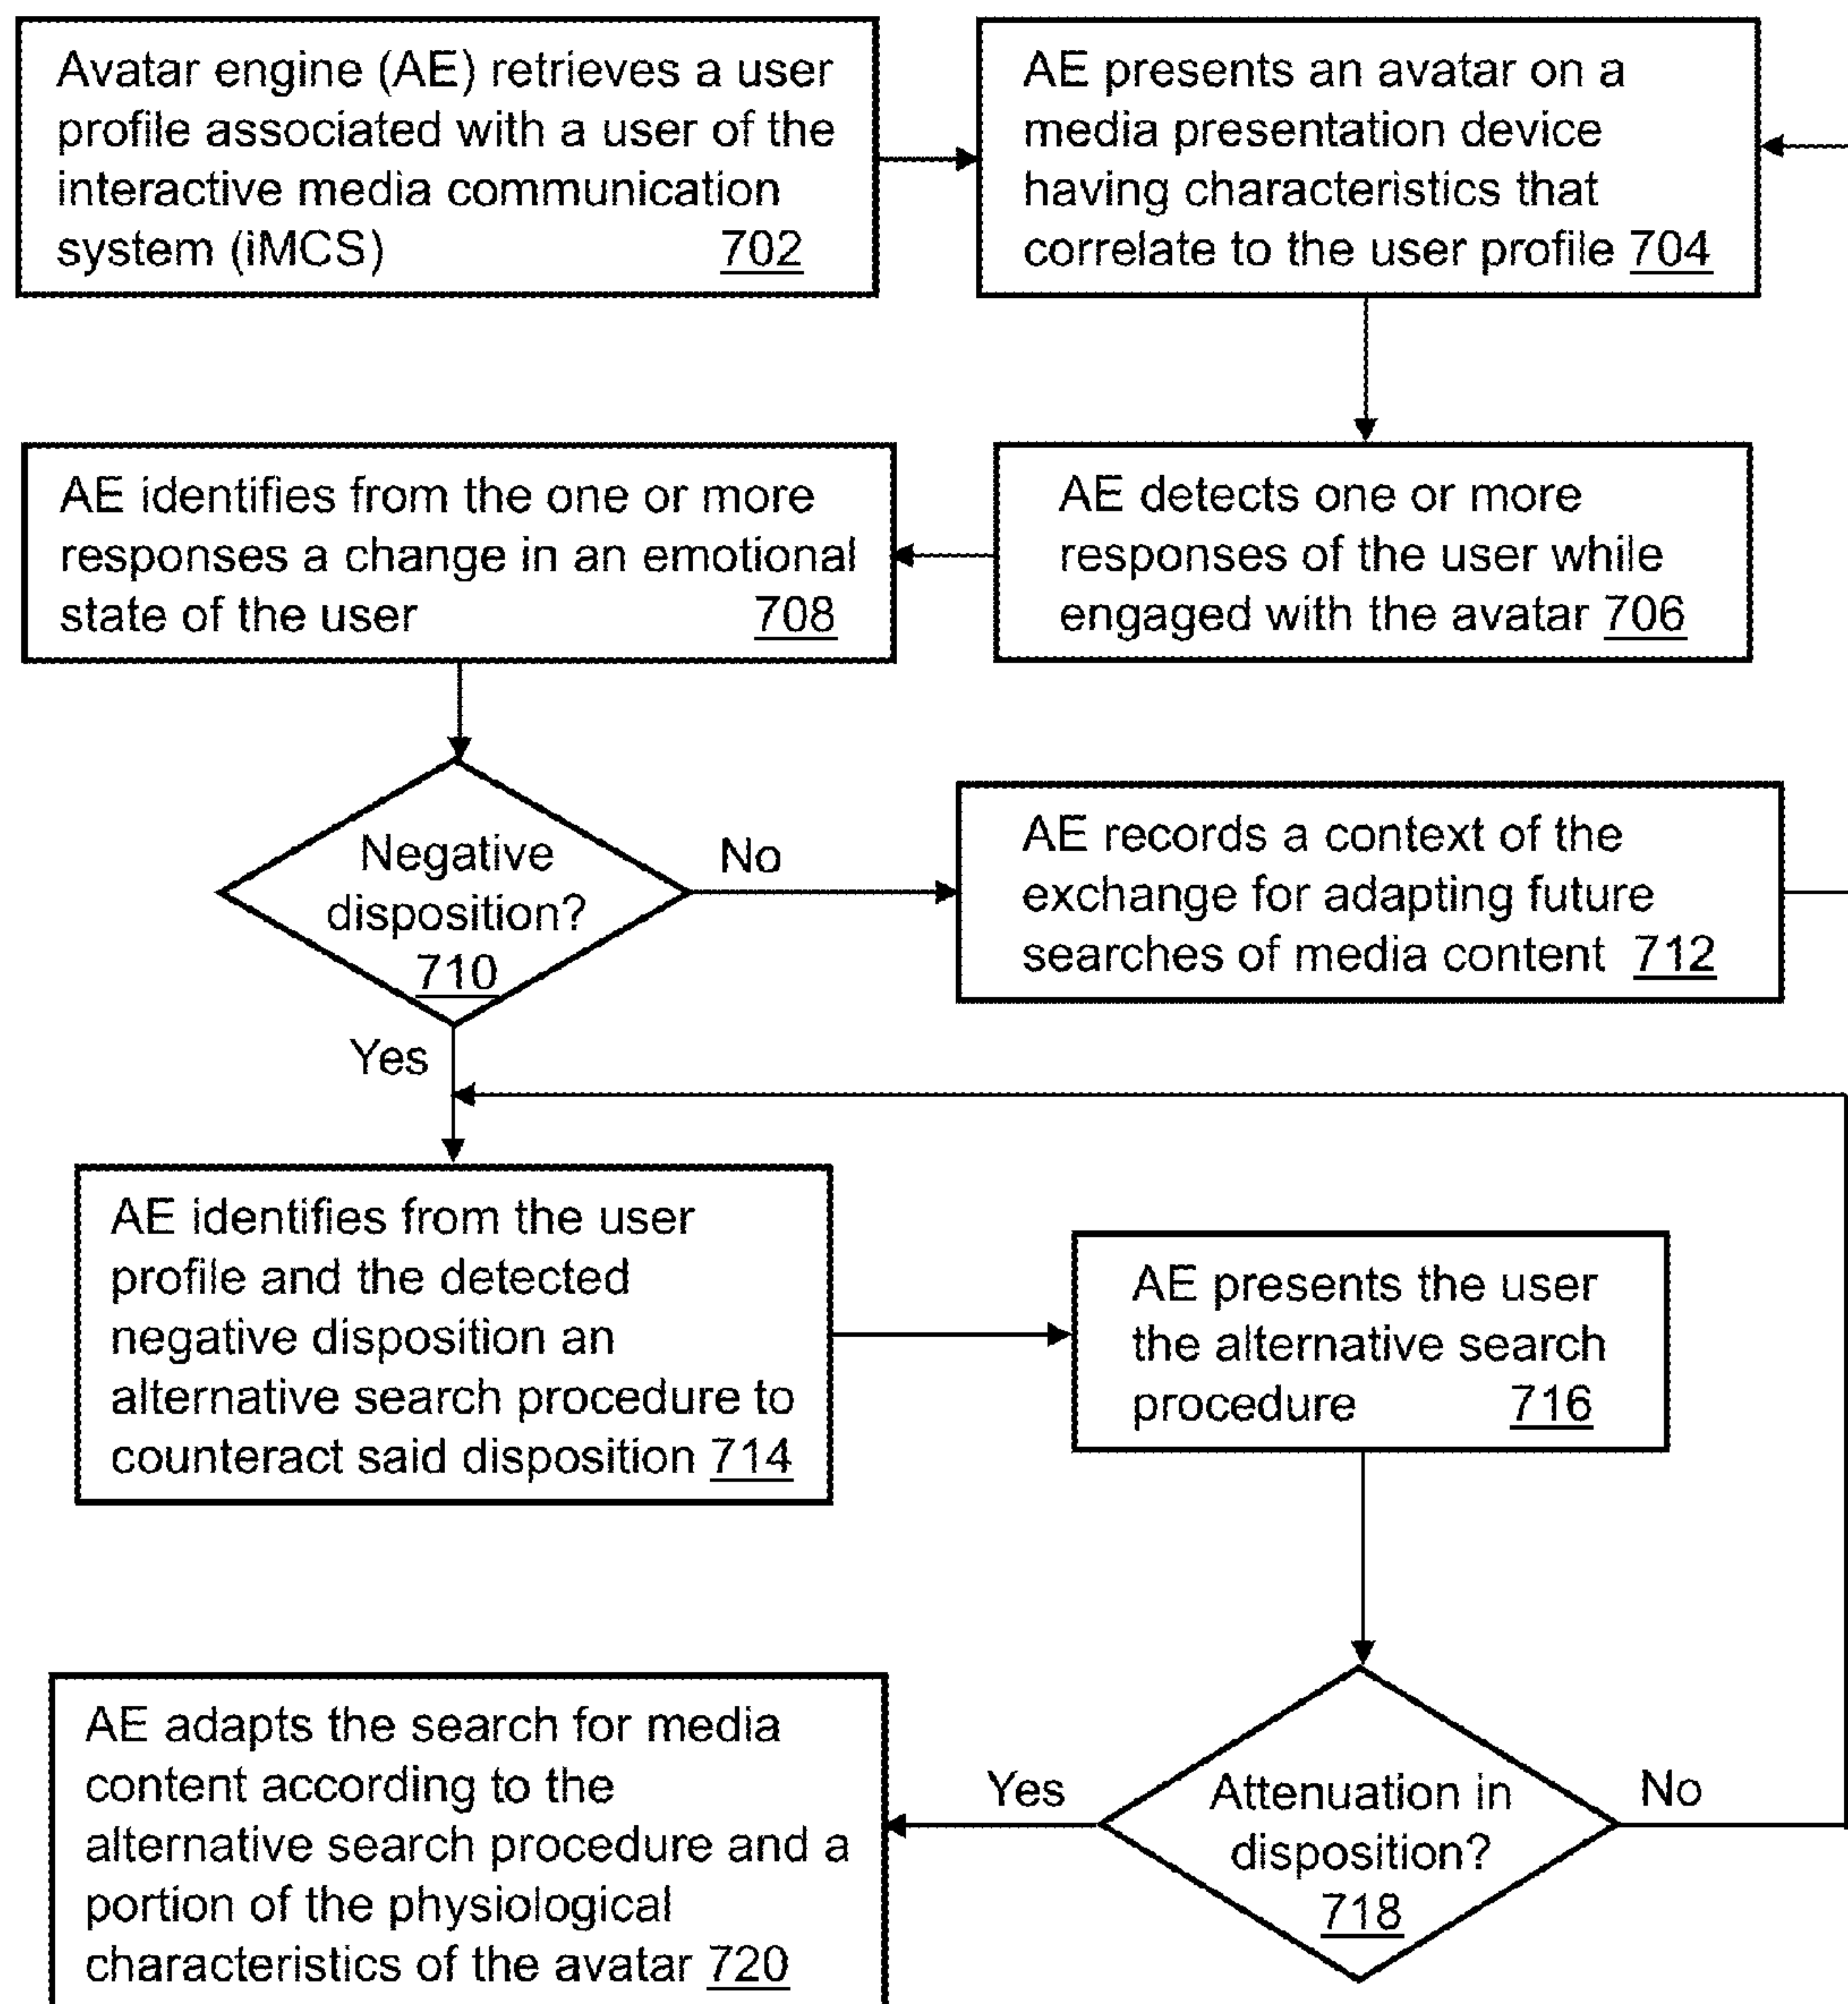 Avatar engine (AE) retrieves a user
profile associated with a user of the
interactive media communication
system (iMCS) 702
AE presents an avatar on a
media presentation device
having characteristics that
correlate to the user profile 704
AE detects one or more
responses of the user while
engaged with the avatar 706
AE identifies from the one or more
responses a change in an emotional
state of the user 708
Negative
disposition?
710
No
Yes
AE records a context of the
exchange for adapting future
searches of media content 712
AE identifies from the user
profile and the detected
negative disposition an
alternative search procedure to
counteract said disposition 714
AE presents the user
the alternative search
procedure 716
Attenuation in
disposition?
718
Yes
No
AE adapts the search for media
content according to the
alternative search procedure and a
portion of the physiological
characteristics of the avatar 720